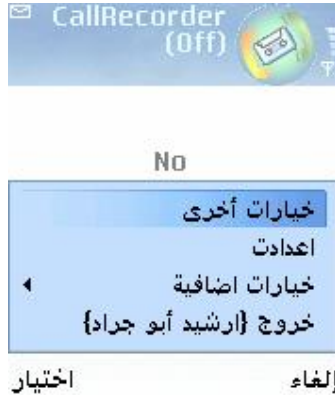 CallRecorder
(Off)
No
خيارات أخرى
اعدادت
خيارات اضافية
خروج {ارشيد أبو جراد}
اختيار
إلغاء